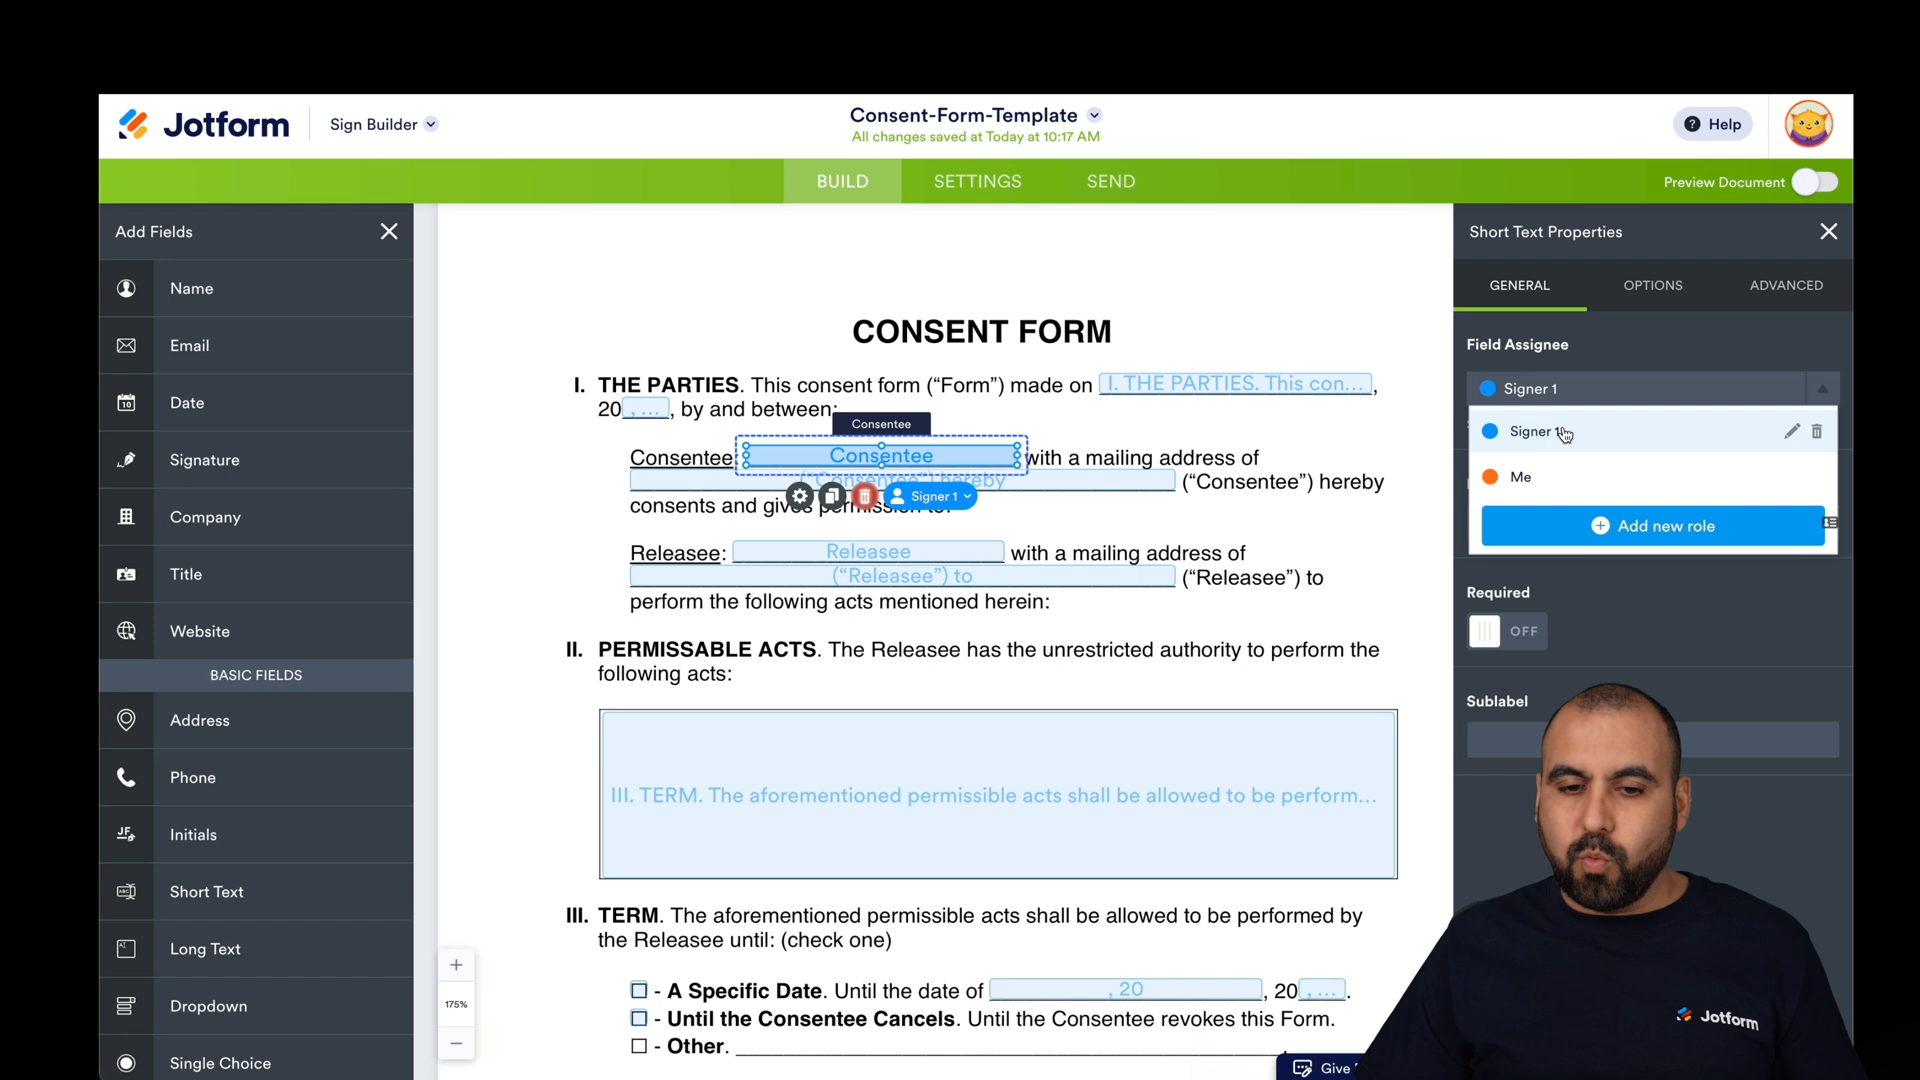 Jotform
Sign Builder
Consent-Form-Template
All changes saved at Today at 10:17 AM
Help
BUILD
SETTINGS
SEND
Preview Document
Add Fields
Name
Email
Date
Signature
Company
Title
Website
BASIC FIELDS
Address
Phone
Initials
Short Text
Long Text
Dropdown
Single Choice
CONSENT FORM
I. THE PARTIES. This consent form (“Form”) made on I. THE PARTIES. This con... ,
20 , ... , by and between:
Consentee
Consentee: Consentee with a mailing address of
(“Consentee”) hereby (“Consentee”) hereby
Signer 1
consents and gives permission to:
Releasee: Releasee with a mailing address of
(“Releasee”) to (“Releasee”) to
perform the following acts mentioned herein:
II. PERMISSABLE ACTS. The Releasee has the unrestricted authority to perform the
following acts:
III. TERM. The aforementioned permissible acts shall be allowed to be perform...
III. TERM. The aforementioned permissible acts shall be allowed to be performed by
the Releasee until: (check one)
- A Specific Date. Until the date of , 20 , 20 , ... .
- Until the Consentee Cancels. Until the Consentee revokes this Form.
- Other. .
+
175%
−
Give
Short Text Properties
GENERAL
OPTIONS
ADVANCED
Field Assignee
Signer 1
Signer 1
Me
Add new role
Required
OFF
Sublabel
Jotform